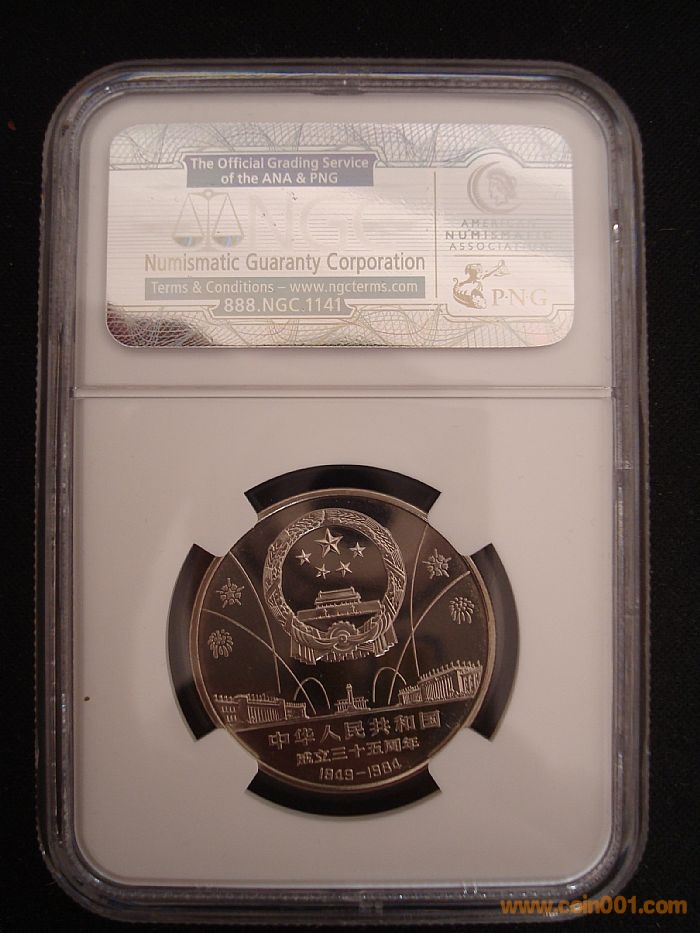 The Official Grading Service
of the ANA & PNG
NGC
Numismatic Guaranty Corporation
Terms & Conditions – www.ngcterms.com
888.NGC.1141
AMERICAN
NUMISMATIC
ASSOCIATION
P·N·G
中华人民共和国
成立三十五周年
1949-1984
www.coin001.com